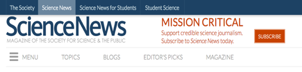 The Society Science News Science News for Students Student Science
ScienceNews
MAGAZINE OF THE SOCIETY FOR SCIENCE & THE PUBLIC
MISSION CRITICAL
Support credible science journalism.
Subscribe to Science News today.
SUBSCRIBE
MENU TOPICS BLOGS EDITOR'S PICKS MAGAZINE